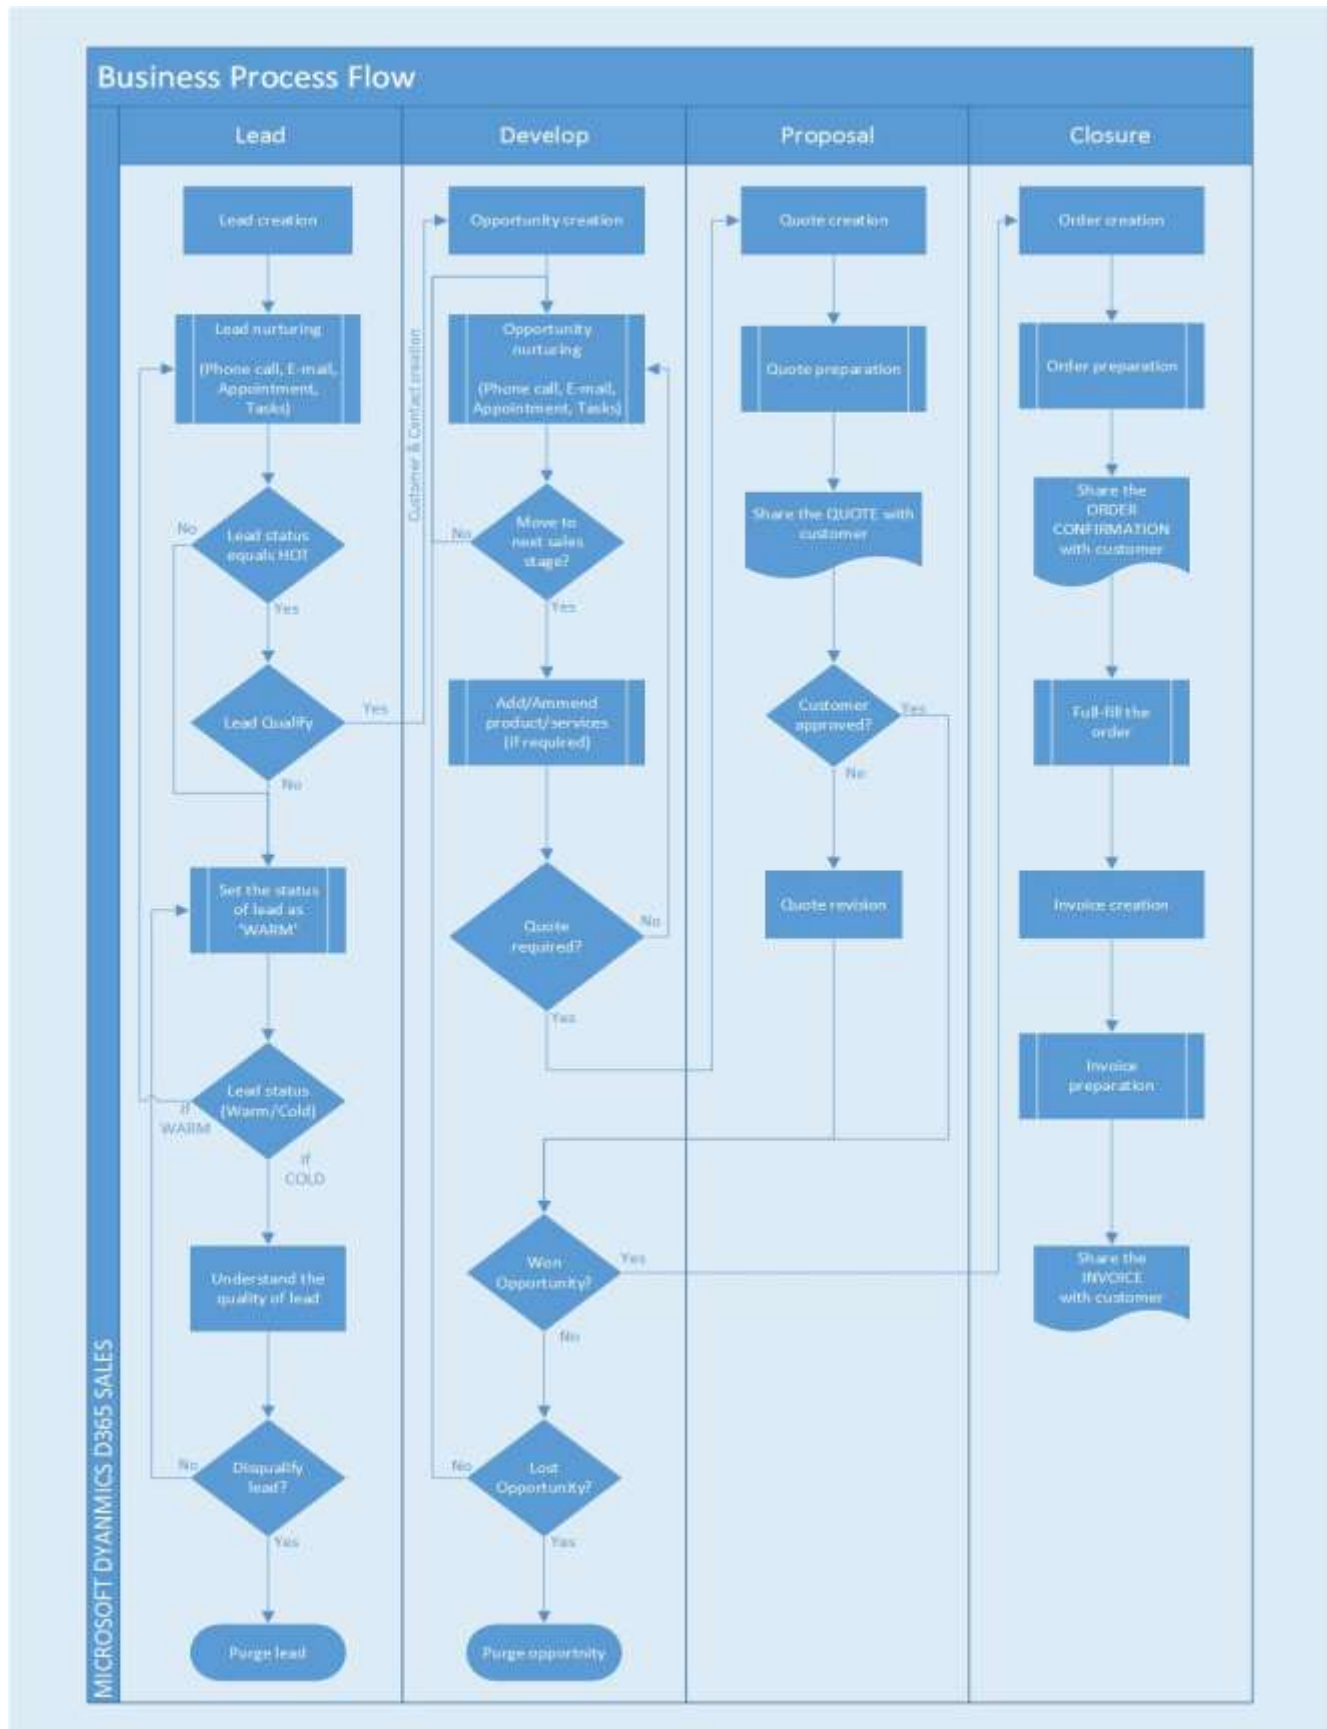 Business Process Flow
MICROSOFT DYANMICS D365 SALES
Lead
Develop
Proposal
Closure
Lead creation
Lead nurturing
(Phone call, E-mail,
Appointment,
Tasks)
No
Lead status
equals HOT
Yes
Lead Qualify
Yes
No
Set the status
of lead as
'WARM'
Lead status
(Warm/Cold)
If
WARM
If
COLD
Understand the
quality of lead
No
Disqualify
lead?
Yes
Purge lead
Customer & Contact creation
Opportunity creation
Opportunity
nurturing
(Phone call, E-mail,
Appointment, Tasks)
No
Move to
next sales
stage?
Yes
Add/Ammend
product/services
(if required)
Quote
required?
No
Yes
Won
Opportunity?
Yes
No
No
Lost
Opportunity?
Yes
Purge opportnity
Quote creation
Quote preparation
Share the QUOTE with
customer
Customer
approved?
Yes
No
Quote revision
Order creation
Order preparation
Share the
ORDER
CONFIRMATION
with customer
Full-fill the
order
Invoice creation
Invoice
preparation
Share the
INVOICE
with customer